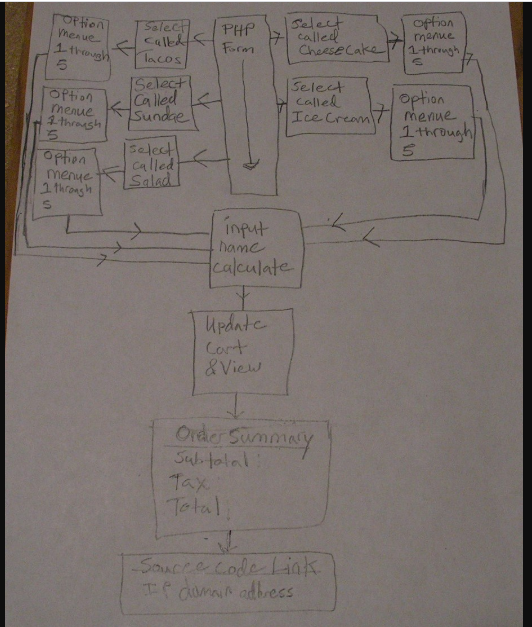 Option
menue
1 through
5
Select
Called
Tacos
PHP
Form
Select
called
CheeseCake
Option
menue
1 through
5
Option
menue
1 through
5
Select
Called
Sundae
Select
called
Ice Cream
Option
menue
1 through
5
Option
menue
1 through
5
Select
Called
Salad
input
name
calculate
Update
Cart
& View
Order Summary
Subtotal:
Tax
Total:
Source code Link
IP domain address